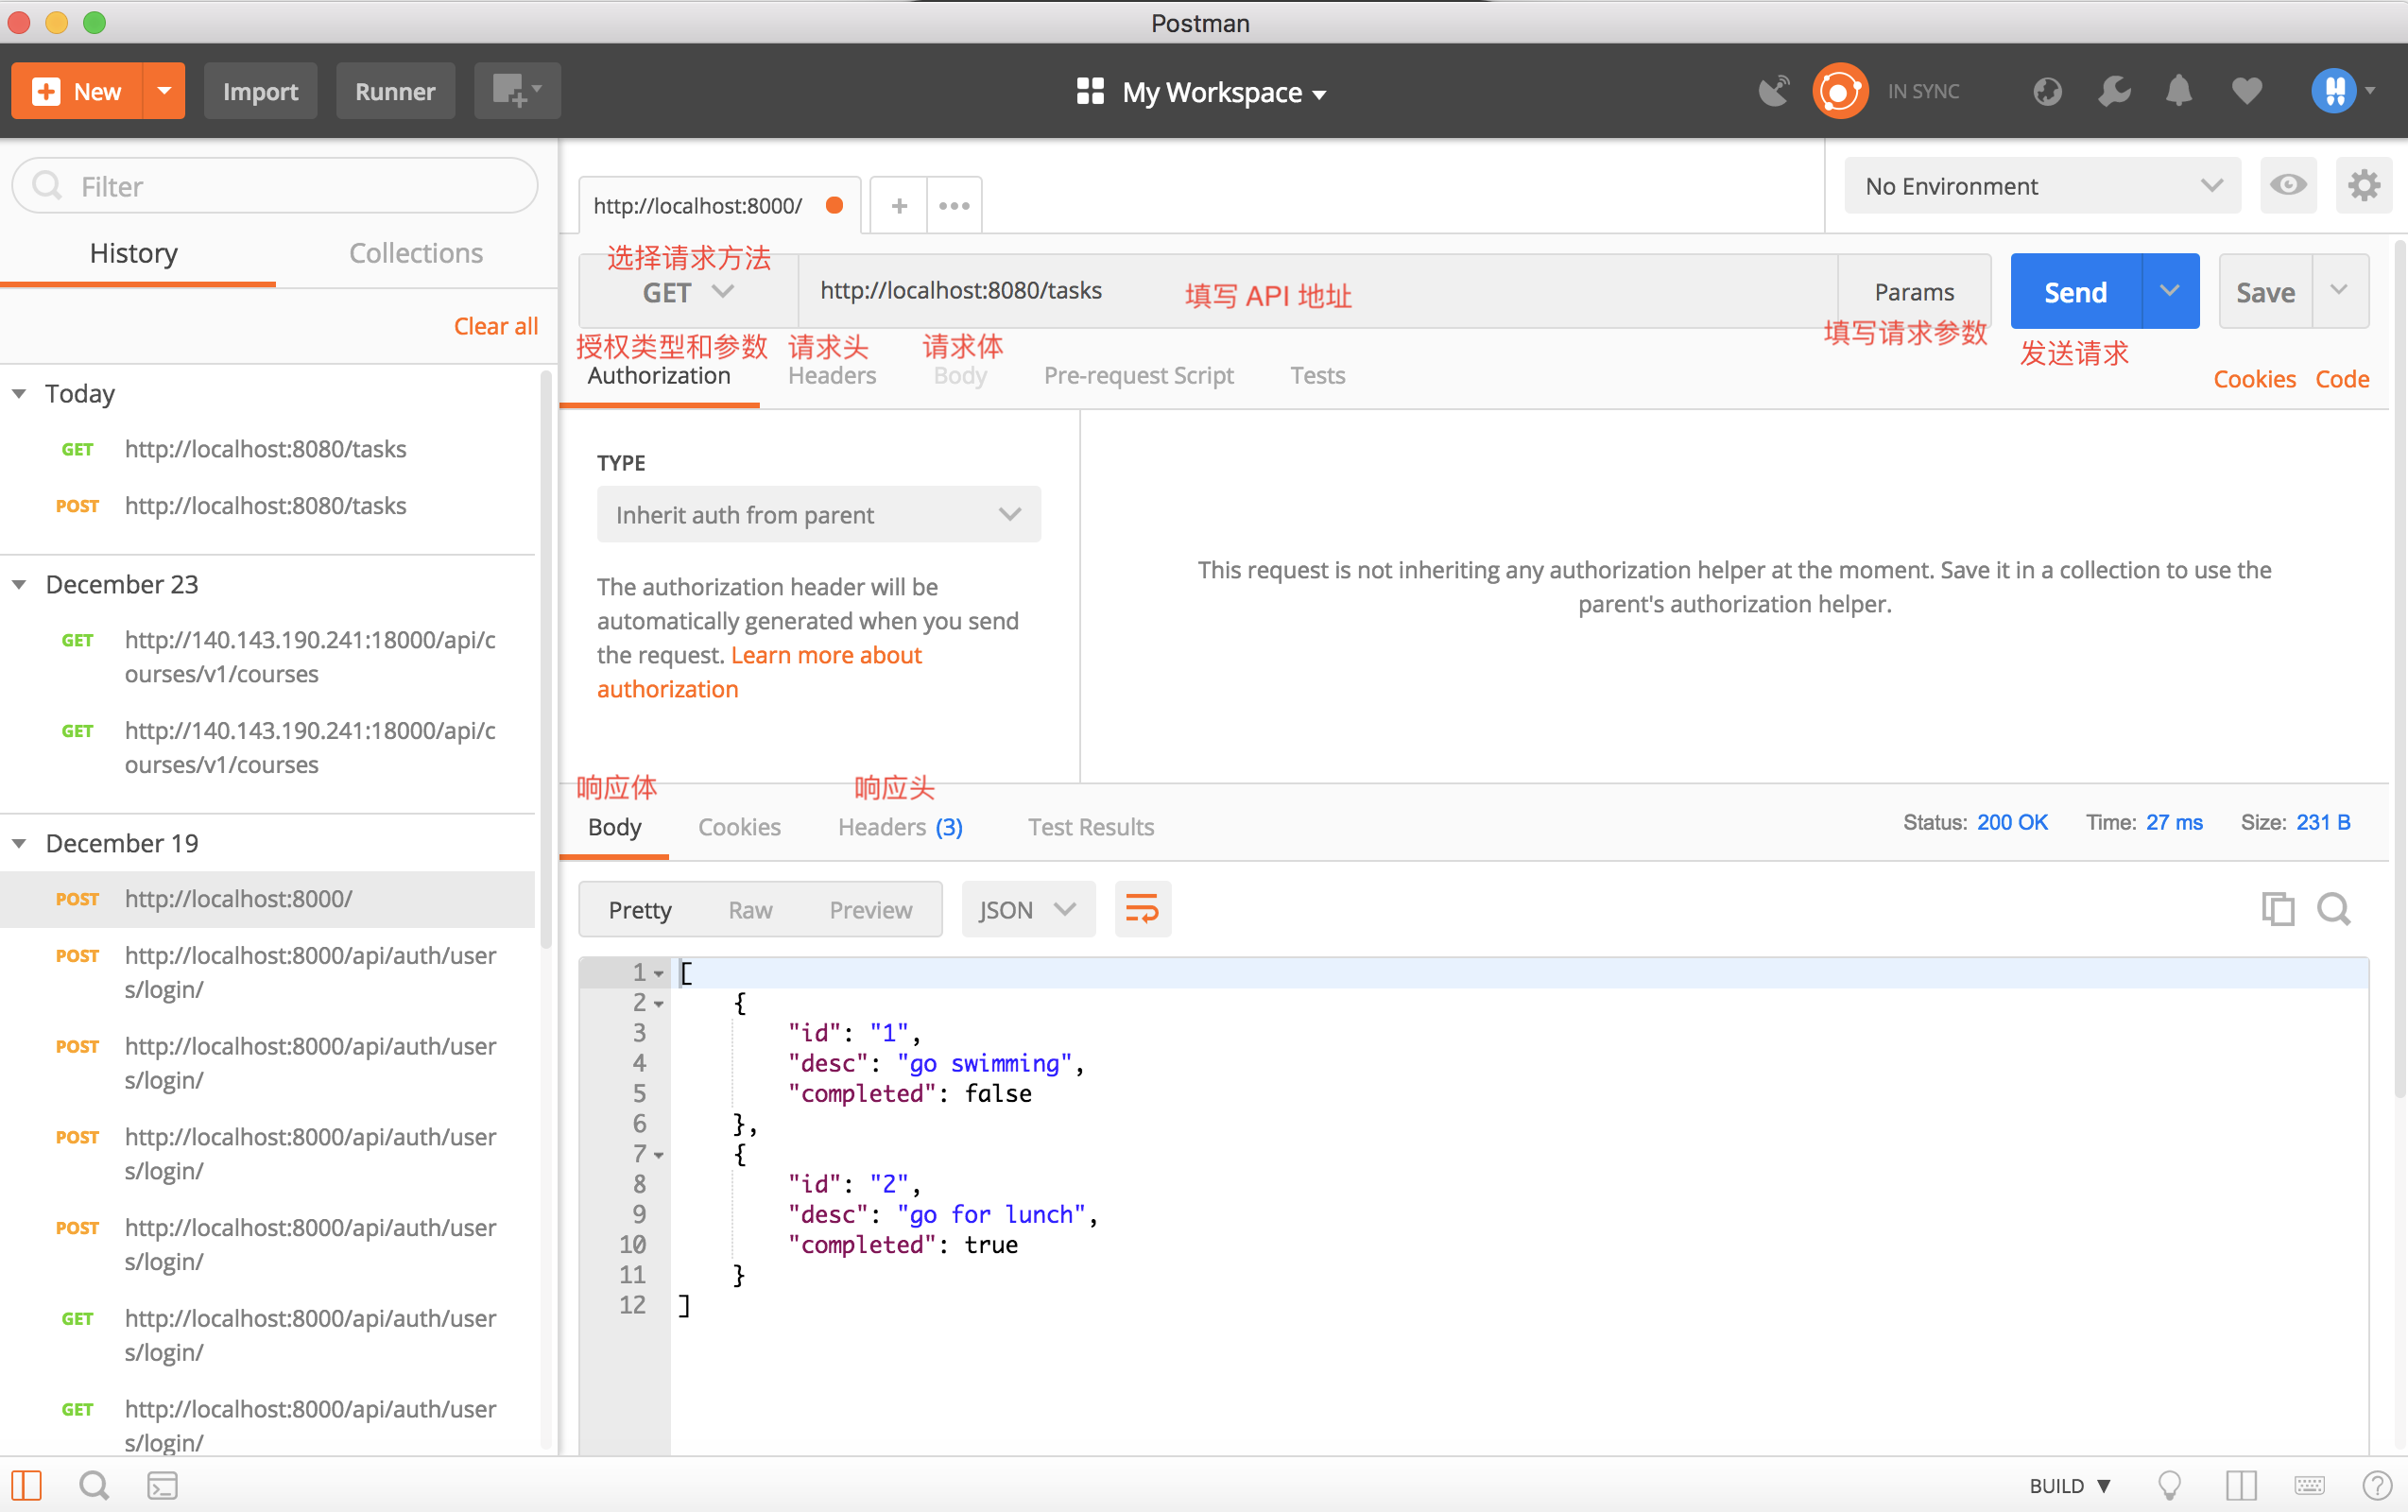 Postman
New
Import
Runner
My Workspace
IN SYNC
Filter
History
Collections
Clear all
Today
GET http://localhost:8080/tasks
POST http://localhost:8080/tasks
December 23
GET http://140.143.190.241:18000/api/c
ourses/v1/courses
GET http://140.143.190.241:18000/api/c
ourses/v1/courses
December 19
POST http://localhost:8000/
POST http://localhost:8000/api/auth/user
s/login/
POST http://localhost:8000/api/auth/user
s/login/
POST http://localhost:8000/api/auth/user
s/login/
POST http://localhost:8000/api/auth/user
s/login/
GET http://localhost:8000/api/auth/user
s/login/
GET http://localhost:8000/api/auth/user
s/login/
http://localhost:8000/
No Environment
选择请求方法
GET
http://localhost:8080/tasks
填写 API 地址
Params
填写请求参数
Send
发送请求
Save
授权类型和参数
请求头
请求体
Authorization
Headers
Body
Pre-request Script
Tests
Cookies
Code
TYPE
Inherit auth from parent
The authorization header will be
automatically generated when you send
the request. Learn more about
authorization
This request is not inheriting any authorization helper at the moment. Save it in a collection to use the
parent's authorization helper.
响应体
响应头
Body
Cookies
Headers (3)
Test Results
Status: 200 OK
Time: 27 ms
Size: 231 B
Pretty
Raw
Preview
JSON
1 [
2 {
3 "id": "1",
4 "desc": "go swimming",
5 "completed": false
6 },
7 {
8 "id": "2",
9 "desc": "go for lunch",
10 "completed": true
11 }
12 ]
BUILD